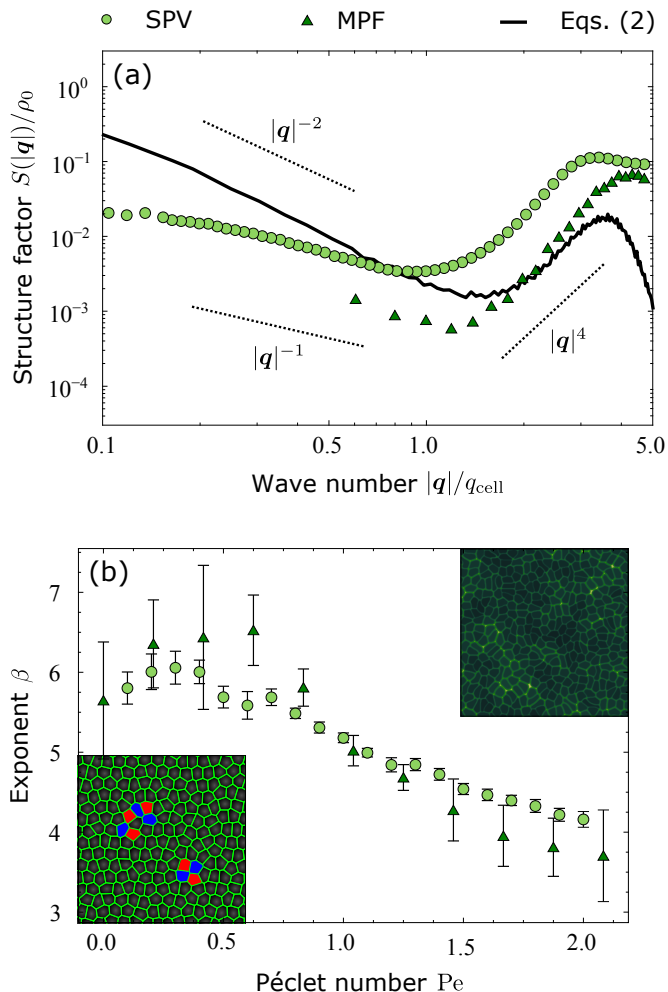 SPV MPF Eqs. (2)
(a)
Structure factor S(|q|)/ρ₀
10⁰
10⁻¹
10⁻²
10⁻³
10⁻⁴
|q|⁻²
|q|⁻¹
|q|⁴
0.1 0.5 1.0 5.0
Wave number |q|/q_cell
(b)
Exponent β
7
6
5
4
3
0.0 0.5 1.0 1.5 2.0
Péclet number Pe